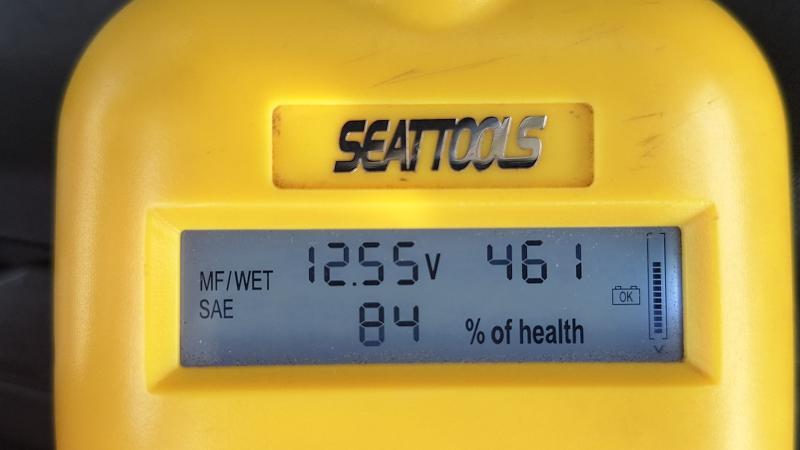 SEATTOOLS
MF/WET 12.55V 461
SAE 84 % of health
OK
V